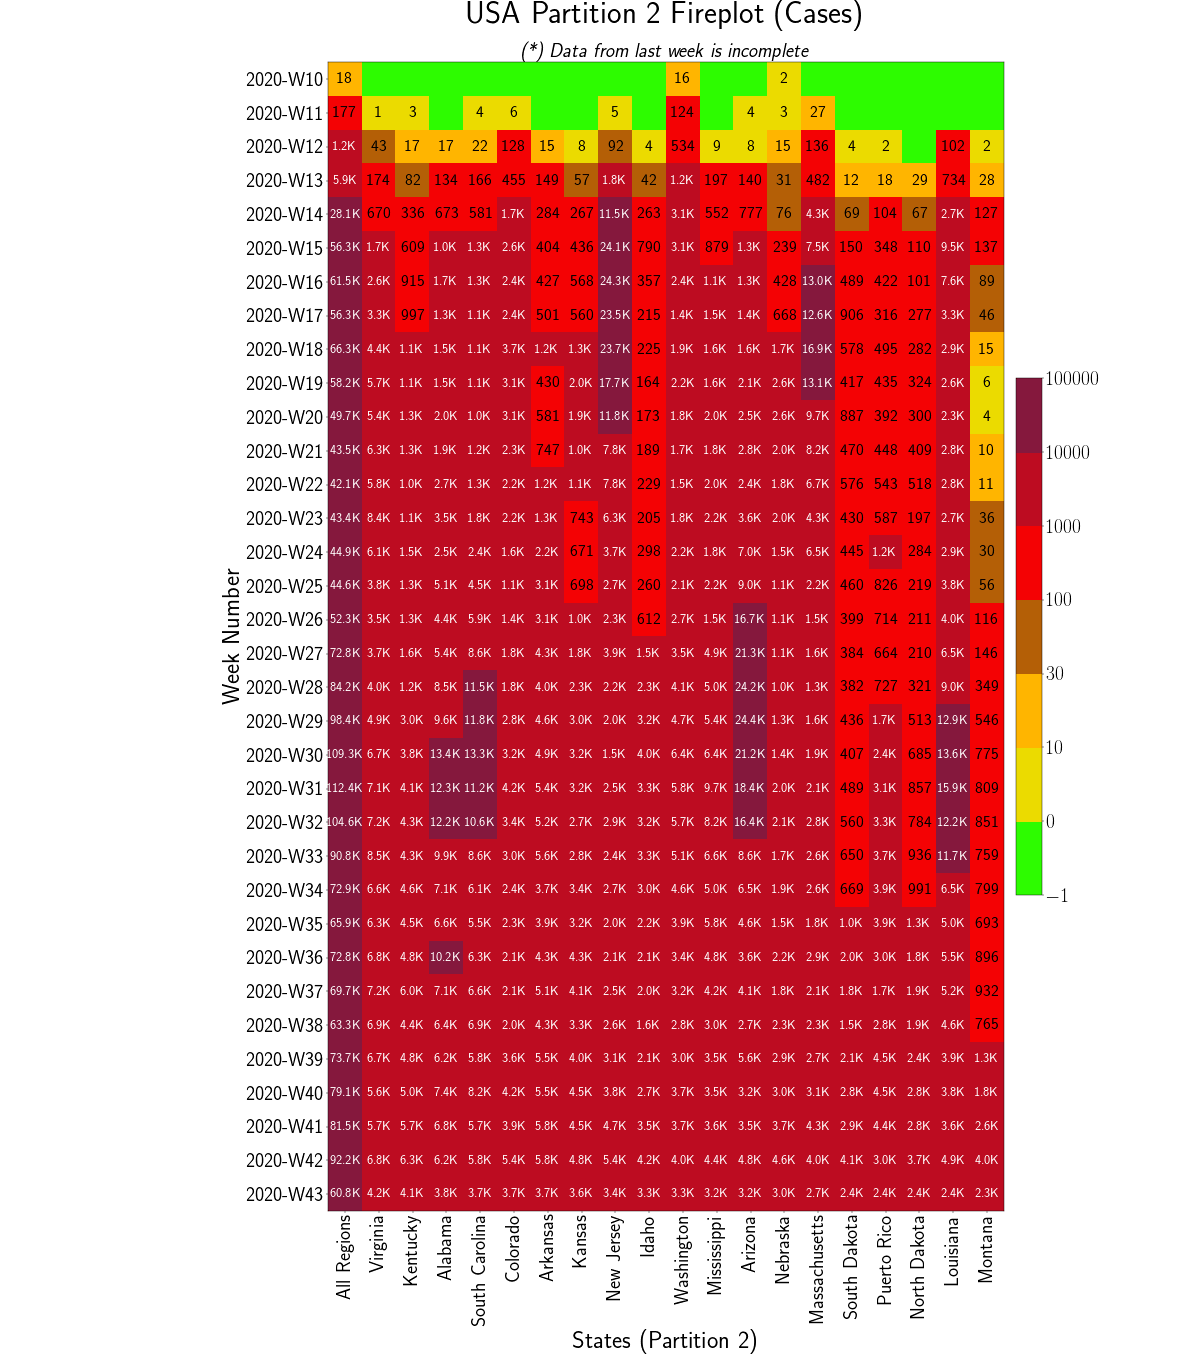 USA Partition 2 Fireplot (Cases)
(*) Data from last week is incomplete
2020-W10 18 16 2
2020-W11 177 1 3 4 6 5 124 4 3 27
2020-W12 1.2K 43 17 17 22 128 15 8 92 4 534 9 8 15 136 4 2 102 2
2020-W13 5.9K 174 82 134 166 455 149 57 1.8K 42 1.2K 197 140 31 482 12 18 29 734 28
2020-W14 28.1K 670 336 673 581 1.7K 284 267 11.5K 263 3.1K 552 777 76 4.3K 69 104 67 2.7K 127
2020-W15 56.3K 1.7K 609 1.0K 1.3K 2.6K 404 436 24.1K 790 3.1K 879 1.3K 239 7.5K 150 348 110 9.5K 137
2020-W16 61.5K 2.6K 915 1.7K 1.3K 2.4K 427 568 24.3K 357 2.4K 1.1K 1.3K 428 13.0K 489 422 101 7.6K 89
2020-W17 56.3K 3.3K 997 1.3K 1.1K 2.4K 501 560 23.5K 215 1.4K 1.5K 1.4K 668 12.6K 906 316 277 3.3K 46
2020-W18 66.3K 4.4K 1.1K 1.5K 1.1K 3.7K 1.2K 1.3K 23.7K 225 1.9K 1.6K 1.6K 1.7K 16.9K 578 495 282 2.9K 15
2020-W19 58.2K 5.7K 1.1K 1.5K 1.1K 3.1K 430 2.0K 17.7K 164 2.2K 1.6K 2.1K 2.6K 13.1K 417 435 324 2.6K 6
2020-W20 49.7K 5.4K 1.3K 2.0K 1.0K 3.1K 581 1.9K 11.8K 173 1.8K 2.0K 2.5K 2.6K 9.7K 887 392 300 2.3K 4
2020-W21 43.5K 6.3K 1.3K 1.9K 1.2K 2.3K 747 1.0K 7.8K 189 1.7K 1.8K 2.8K 2.0K 8.2K 470 448 409 2.8K 10
2020-W22 42.1K 5.8K 1.0K 2.7K 1.3K 2.2K 1.2K 1.1K 7.8K 229 1.5K 2.0K 2.4K 1.8K 6.7K 576 543 518 2.8K 11
2020-W23 43.4K 8.4K 1.1K 3.5K 1.8K 2.2K 1.3K 743 6.3K 205 1.8K 2.2K 3.6K 2.0K 4.3K 430 587 197 2.7K 36
2020-W24 44.9K 6.1K 1.5K 2.5K 2.4K 1.6K 2.2K 671 3.7K 298 2.2K 1.8K 7.0K 1.5K 6.5K 445 1.2K 284 2.9K 30
2020-W25 44.6K 3.8K 1.3K 5.1K 4.5K 1.1K 3.1K 698 2.7K 260 2.1K 2.2K 9.0K 1.1K 2.2K 460 826 219 3.8K 56
2020-W26 52.3K 3.5K 1.3K 4.4K 5.9K 1.4K 3.1K 1.0K 2.3K 612 2.7K 1.5K 16.7K 1.1K 1.5K 399 714 211 4.0K 116
2020-W27 72.8K 3.7K 1.6K 5.4K 8.6K 1.8K 4.3K 1.8K 3.9K 1.5K 3.5K 4.9K 21.3K 1.1K 1.6K 384 664 210 6.5K 146
2020-W28 84.2K 4.0K 1.2K 8.5K 11.5K 1.8K 4.0K 2.3K 2.2K 2.3K 4.1K 5.0K 24.2K 1.0K 1.3K 382 727 321 9.0K 349
2020-W29 98.4K 4.9K 3.0K 9.6K 11.8K 2.8K 4.6K 3.0K 2.0K 3.2K 4.7K 5.4K 24.4K 1.3K 1.6K 436 1.7K 513 12.9K 546
2020-W30 109.3K 6.7K 3.8K 13.4K 13.3K 3.2K 4.9K 3.2K 1.5K 4.0K 6.4K 6.4K 21.2K 1.4K 1.9K 407 2.4K 685 13.6K 775
2020-W31 112.4K 7.1K 4.1K 12.3K 11.2K 4.2K 5.4K 3.2K 2.5K 3.3K 5.8K 9.7K 18.4K 2.0K 2.1K 489 3.1K 857 15.9K 809
2020-W32 104.6K 7.2K 4.3K 12.2K 10.6K 3.4K 5.2K 2.7K 2.9K 3.2K 5.7K 8.2K 16.4K 2.1K 2.8K 560 3.3K 784 12.2K 851
2020-W33 90.8K 8.5K 4.3K 9.9K 8.6K 3.0K 5.6K 2.8K 2.4K 3.3K 5.1K 6.6K 8.6K 1.7K 2.6K 650 3.7K 936 11.7K 759
2020-W34 72.9K 6.6K 4.6K 7.1K 6.1K 2.4K 3.7K 3.4K 2.7K 3.0K 4.6K 5.0K 6.5K 1.9K 2.6K 669 3.9K 991 6.5K 799
2020-W35 65.9K 6.3K 4.5K 6.6K 5.5K 2.3K 3.9K 3.2K 2.0K 2.2K 3.9K 5.8K 4.6K 1.5K 1.8K 1.0K 3.9K 1.3K 5.0K 693
2020-W36 72.8K 6.8K 4.8K 10.2K 6.3K 2.1K 4.3K 4.3K 2.1K 2.1K 3.4K 4.8K 3.6K 2.2K 2.9K 2.0K 3.0K 1.8K 5.5K 896
2020-W37 69.7K 7.2K 6.0K 7.1K 6.6K 2.1K 5.1K 4.1K 2.5K 2.0K 3.2K 4.2K 4.1K 1.8K 2.1K 1.8K 1.7K 1.9K 5.2K 932
2020-W38 63.3K 6.9K 4.4K 6.4K 6.9K 2.0K 4.3K 3.3K 2.6K 1.6K 2.8K 3.0K 2.7K 2.3K 2.3K 1.5K 2.8K 1.9K 4.6K 765
2020-W39 73.7K 6.7K 4.8K 6.2K 5.8K 3.6K 5.5K 4.0K 3.1K 2.1K 3.0K 3.5K 5.6K 2.9K 2.7K 2.1K 4.5K 2.4K 3.9K 1.3K
2020-W40 79.1K 5.6K 5.0K 7.4K 8.2K 4.2K 5.5K 4.5K 3.8K 2.7K 3.7K 3.5K 3.2K 3.0K 3.1K 2.8K 4.5K 2.8K 3.8K 1.8K
2020-W41 81.5K 5.7K 5.7K 6.8K 5.7K 3.9K 5.8K 4.5K 4.7K 3.5K 3.7K 3.6K 3.5K 3.7K 4.3K 2.9K 4.4K 2.8K 3.6K 2.6K
2020-W42 92.2K 6.8K 6.3K 6.2K 5.8K 5.4K 5.8K 4.8K 5.4K 4.2K 4.0K 4.4K 4.8K 4.6K 4.0K 4.1K 3.0K 3.7K 4.9K 4.0K
2020-W43 60.8K 4.2K 4.1K 3.8K 3.7K 3.7K 3.7K 3.6K 3.4K 3.3K 3.3K 3.2K 3.2K 3.0K 2.7K 2.4K 2.4K 2.4K 2.4K 2.3K
Week Number
All Regions
Virginia
Kentucky
Alabama
South Carolina
Colorado
Arkansas
Kansas
New Jersey
Idaho
Washington
Mississippi
Arizona
Nebraska
Massachusetts
South Dakota
Puerto Rico
North Dakota
Louisiana
Montana
States (Partition 2)
100000
10000
1000
100
30
10
0
−1